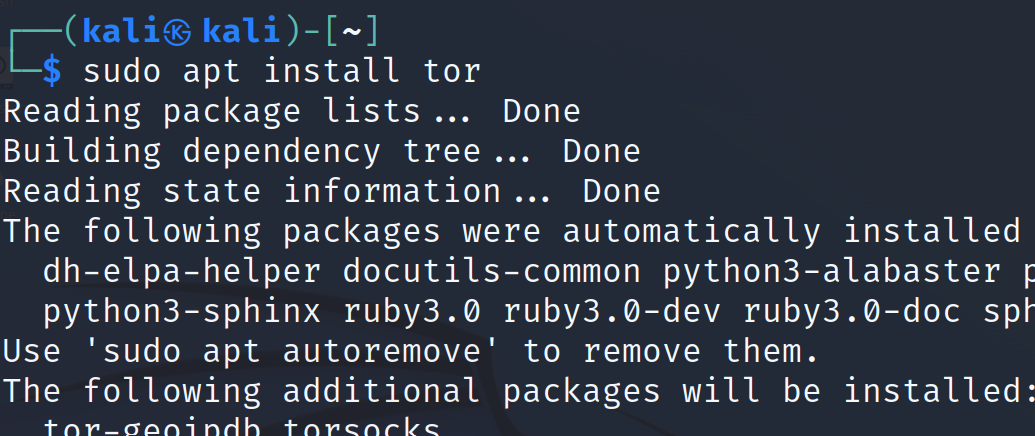 ┌──(kali㉿kali)-[~]
└─$ sudo apt install tor
Reading package lists... Done
Building dependency tree... Done
Reading state information... Done
The following packages were automatically installed
dh-elpa-helper docutils-common python3-alabaster p
python3-sphinx ruby3.0 ruby3.0-dev ruby3.0-doc sph
Use 'sudo apt autoremove' to remove them.
The following additional packages will be installed:
tor-geoipdb torsocks